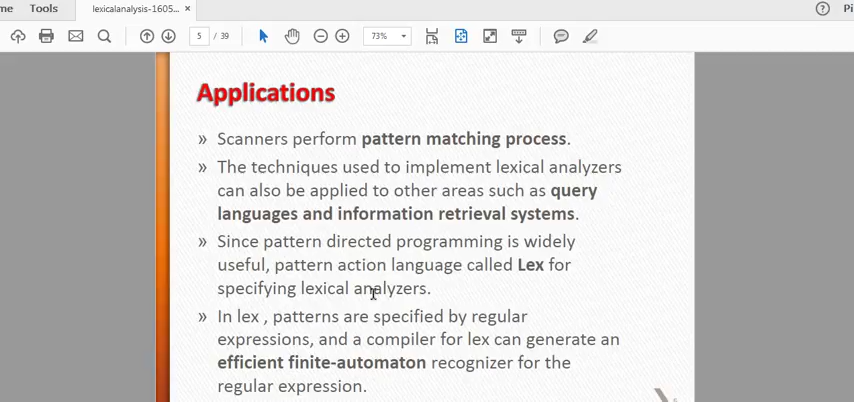 me Tools lexicalanalysis-1605... × ? Pi
5 / 39 73%
Applications
» Scanners perform pattern matching process.
» The techniques used to implement lexical analyzers
can also be applied to other areas such as query
languages and information retrieval systems.
» Since pattern directed programming is widely
useful, pattern action language called Lex for
specifying lexical analyzers.
» In lex , patterns are specified by regular
expressions, and a compiler for lex can generate an
efficient finite-automaton recognizer for the
regular expression.